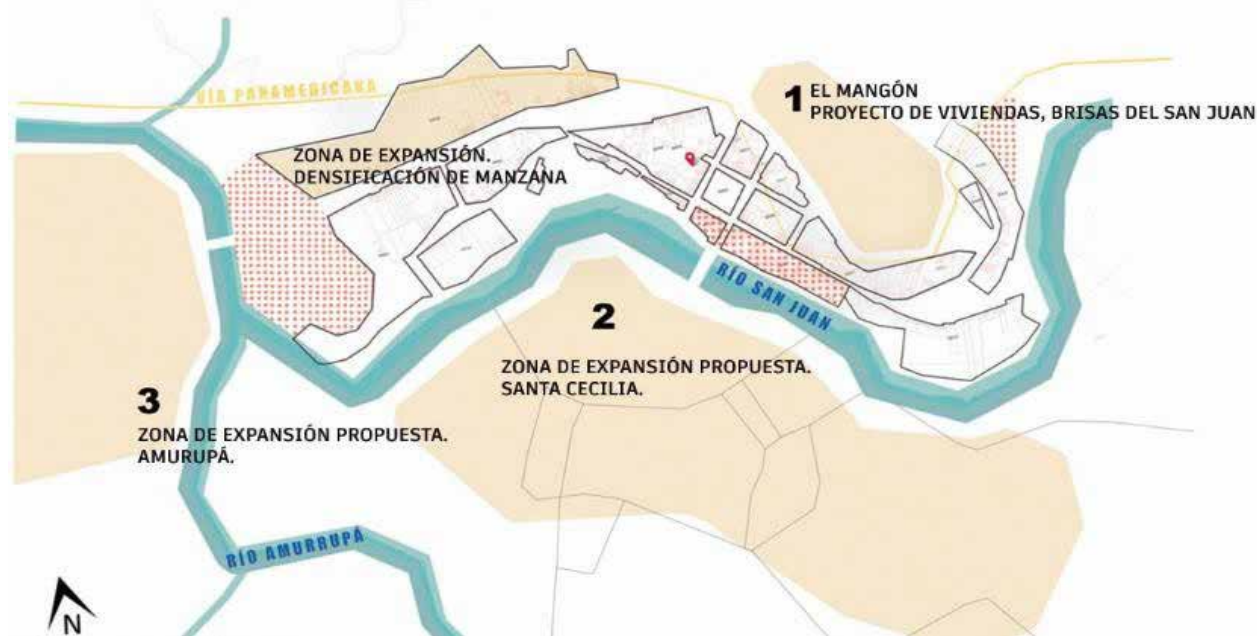 VÍA PANAMERICANA
1
EL MANGÓN
PROYECTO DE VIVIENDAS, BRISAS DEL SAN JUAN
ZONA DE EXPANSIÓN.
DENSIFICACIÓN DE MANZANA
RÍO SAN JUAN
2
ZONA DE EXPANSIÓN PROPUESTA.
SANTA CECILIA.
3
ZONA DE EXPANSIÓN PROPUESTA.
AMURUPÁ.
RÍO AMURRUPÁ
N